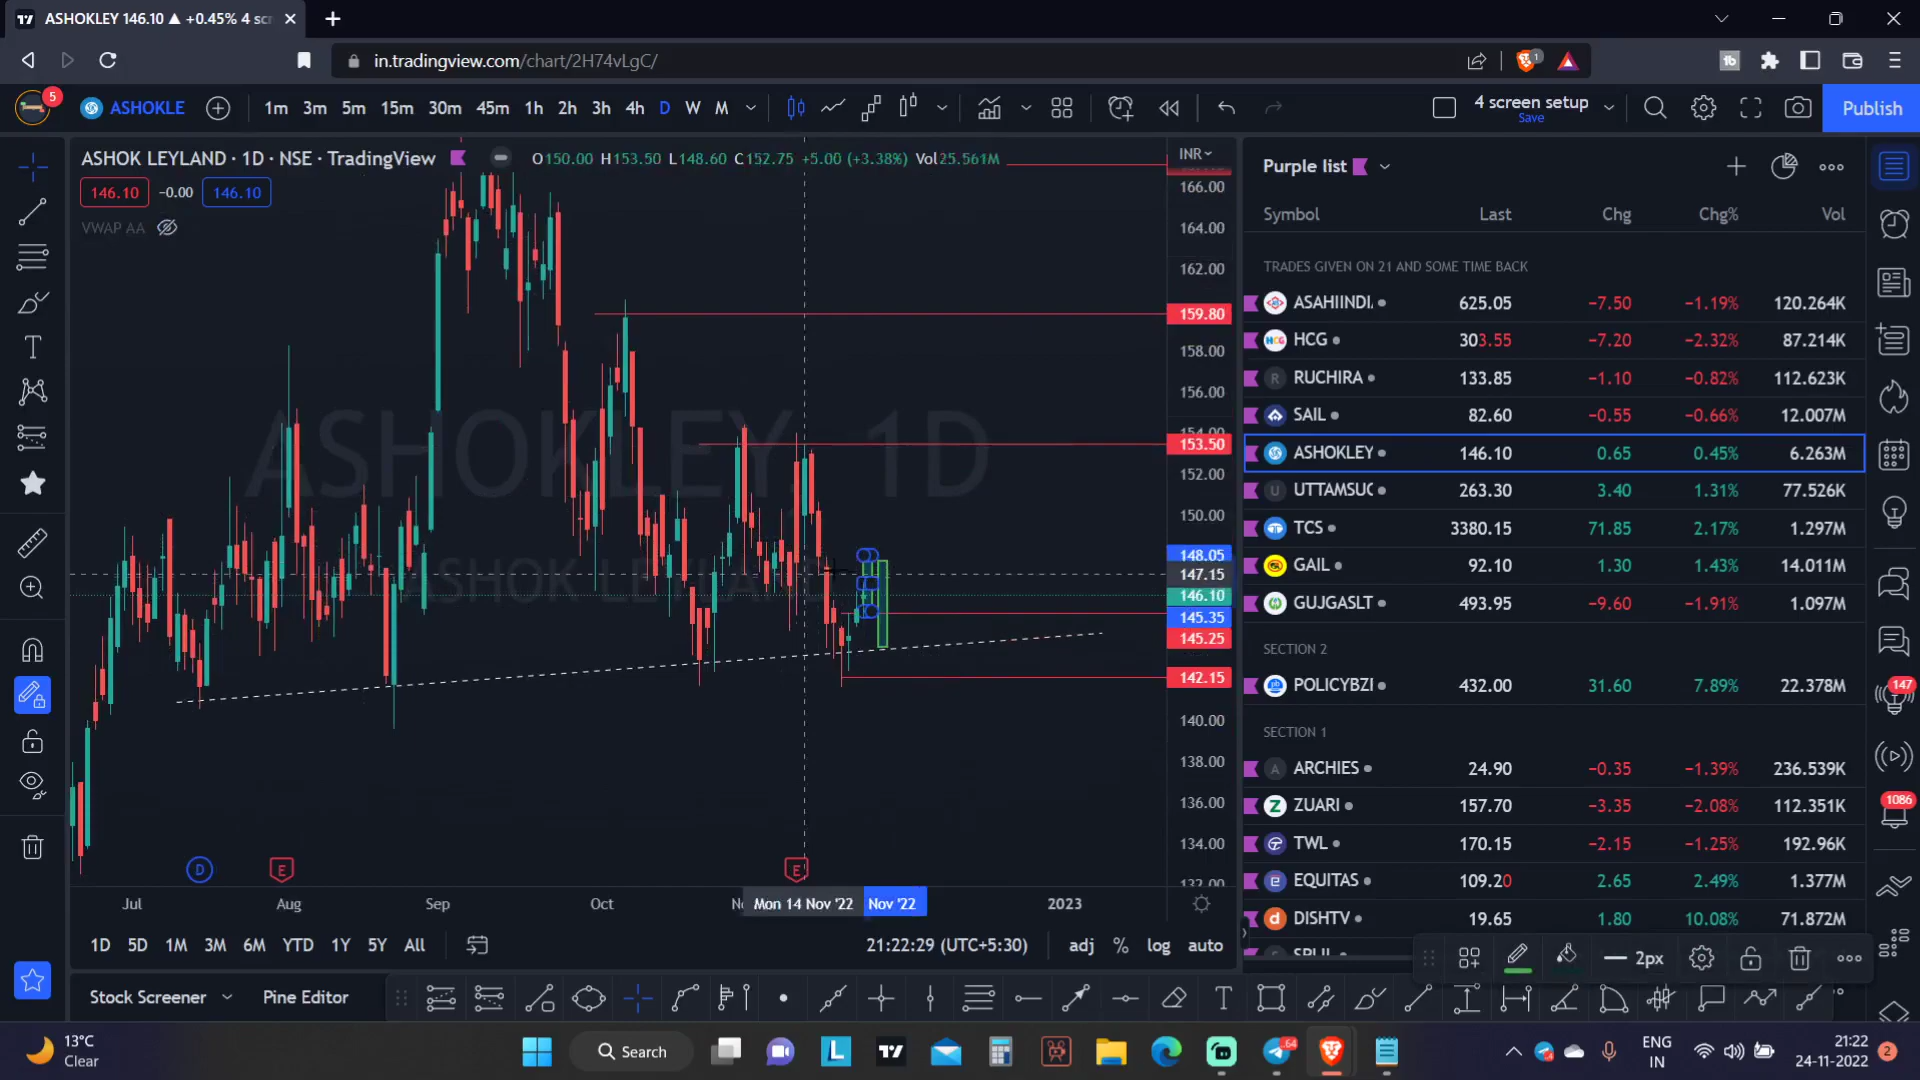 ASHOKLEY 146.10 ▲ +0.45% 4 scr
in.tradingview.com/chart/2H74vLgC/
5 ASHOKLE 1m 3m 5m 15m 30m 45m 1h 2h 3h 4h D W M 4 screen setup Publish
Save
ASHOK LEYLAND · 1D · NSE · TradingView O150.00 H153.50 L148.60 C152.75 +5.00 (+3.38%) Vol25.561M INR
146.10 −0.00 146.10
VWAP AA
ASHOKLEY, 1D
ASHOK LEYLAND
166.00
164.00
162.00
159.80
158.00
156.00
154.00
153.50
152.00
150.00
148.05
147.15
146.10
145.35
145.25
142.15
140.00
138.00
136.00
134.00
132.00
D E E
Jul Aug Sep Oct Mon 14 Nov '22 Nov '22 2023
1D 5D 1M 3M 6M YTD 1Y 5Y All 21:22:29 (UTC+5:30) adj % log auto
Stock Screener Pine Editor
Purple list
Symbol Last Chg Chg% Vol
TRADES GIVEN ON 21 AND SOME TIME BACK
ASAHIINDI 625.05 −7.50 −1.19% 120.264K
HCG 303.55 −7.20 −2.32% 87.214K
R RUCHIRA 133.85 −1.10 −0.82% 112.623K
SAIL 82.60 −0.55 −0.66% 12.007M
ASHOKLEY 146.10 0.65 0.45% 6.263M
U UTTAMSUC 263.30 3.40 1.31% 77.526K
TCS 3380.15 71.85 2.17% 1.297M
GAIL 92.10 1.30 1.43% 14.011M
GUJGASLT 493.95 −9.60 −1.91% 1.097M
SECTION 2
POLICYBZI 432.00 31.60 7.89% 22.378M
SECTION 1
A ARCHIES 24.90 −0.35 −1.39% 236.539K
ZUARI 157.70 −3.35 −2.08% 112.351K
TWL 170.15 −2.15 −1.25% 192.96K
EQUITAS 109.20 2.65 2.49% 1.377M
DISHTV 19.65 1.80 10.08% 71.872M
2px
147
1086
13°C
Clear
Search
64
ENG
IN
21:22
24-11-2022
2